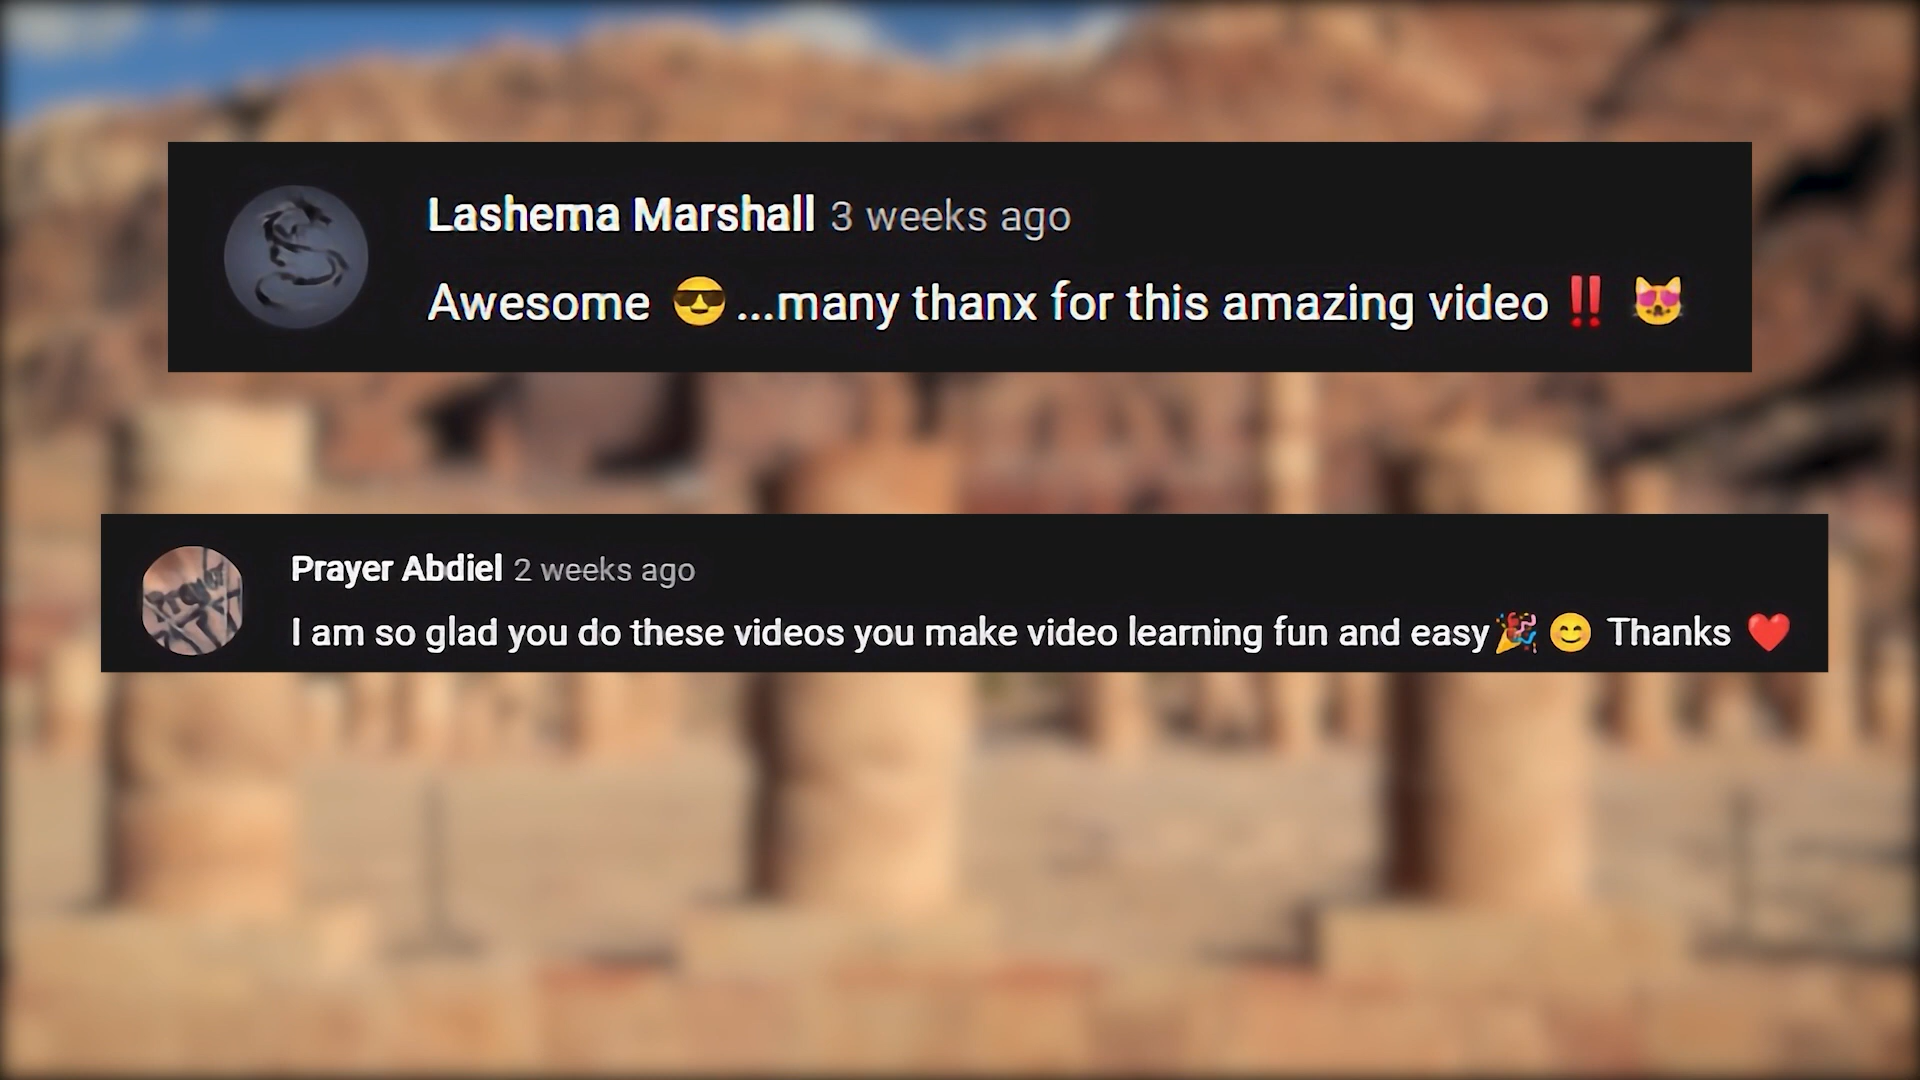 Lashema Marshall 3 weeks ago
Awesome 😎...many thanx for this amazing video‼️ 😻
Prayer Abdiel 2 weeks ago
I am so glad you do these videos you make video learning fun and easy🎉 😊 Thanks ❤️